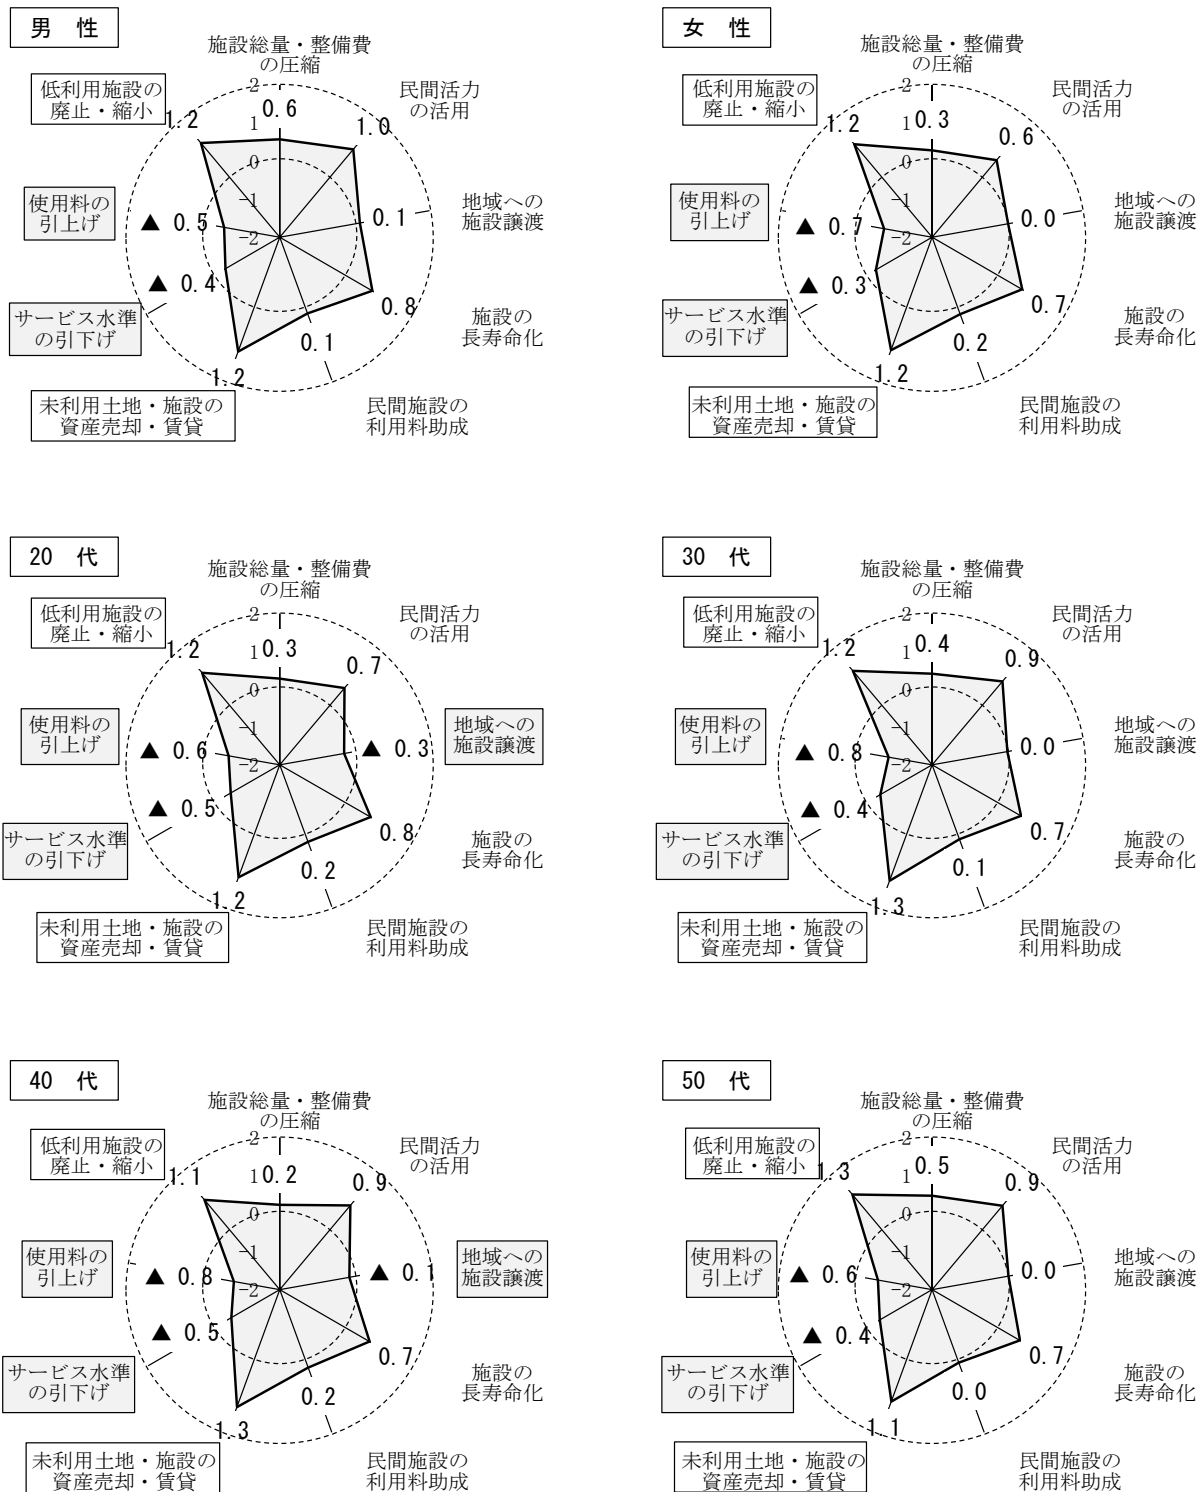 男　性
施設総量・整備費
の圧縮
民間活力
の活用
地域への
施設譲渡
施設の
長寿命化
民間施設の
利用料助成
未利用土地・施設の
資産売却・賃貸
サービス水準
の引下げ
使用料の
引上げ
低利用施設の
廃止・縮小
2
1
0
-1
-2
0.6
1.0
0.1
0.8
0.1
1.2
▲ 0.4
▲ 0.5
1.2
女　性
施設総量・整備費
の圧縮
民間活力
の活用
地域への
施設譲渡
施設の
長寿命化
民間施設の
利用料助成
未利用土地・施設の
資産売却・賃貸
サービス水準
の引下げ
使用料の
引上げ
低利用施設の
廃止・縮小
2
1
0
-1
-2
0.3
0.6
0.0
0.7
0.2
1.2
▲ 0.3
▲ 0.7
1.2
20　代
施設総量・整備費
の圧縮
民間活力
の活用
地域への
施設譲渡
施設の
長寿命化
民間施設の
利用料助成
未利用土地・施設の
資産売却・賃貸
サービス水準
の引下げ
使用料の
引上げ
低利用施設の
廃止・縮小
2
1
0
-1
-2
0.3
0.7
▲ 0.3
0.8
0.2
1.2
▲ 0.5
▲ 0.6
1.2
30　代
施設総量・整備費
の圧縮
民間活力
の活用
地域への
施設譲渡
施設の
長寿命化
民間施設の
利用料助成
未利用土地・施設の
資産売却・賃貸
サービス水準
の引下げ
使用料の
引上げ
低利用施設の
廃止・縮小
2
1
0
-1
-2
0.4
0.9
0.0
0.7
0.1
1.3
▲ 0.4
▲ 0.8
1.2
40　代
施設総量・整備費
の圧縮
民間活力
の活用
地域への
施設譲渡
施設の
長寿命化
民間施設の
利用料助成
未利用土地・施設の
資産売却・賃貸
サービス水準
の引下げ
使用料の
引上げ
低利用施設の
廃止・縮小
2
1
0
-1
-2
0.2
0.9
▲ 0.1
0.7
0.2
1.3
▲ 0.5
▲ 0.8
1.1
50　代
施設総量・整備費
の圧縮
民間活力
の活用
地域への
施設譲渡
施設の
長寿命化
民間施設の
利用料助成
未利用土地・施設の
資産売却・賃貸
サービス水準
の引下げ
使用料の
引上げ
低利用施設の
廃止・縮小
2
1
0
-1
-2
0.5
0.9
0.0
0.7
0.0
1.1
▲ 0.4
▲ 0.6
1.3